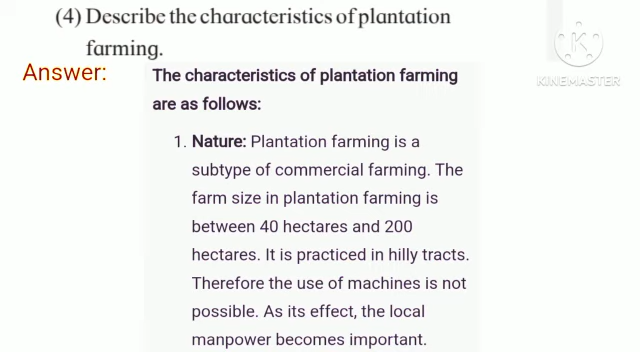 (4) Describe the characteristics of plantation
farming.
Answer:
The characteristics of plantation farming
are as follows:
1. Nature: Plantation farming is a
subtype of commercial farming. The
farm size in plantation farming is
between 40 hectares and 200
hectares. It is practiced in hilly tracts.
Therefore the use of machines is not
possible. As its effect, the local
manpower becomes important.
K
KINEMASTER